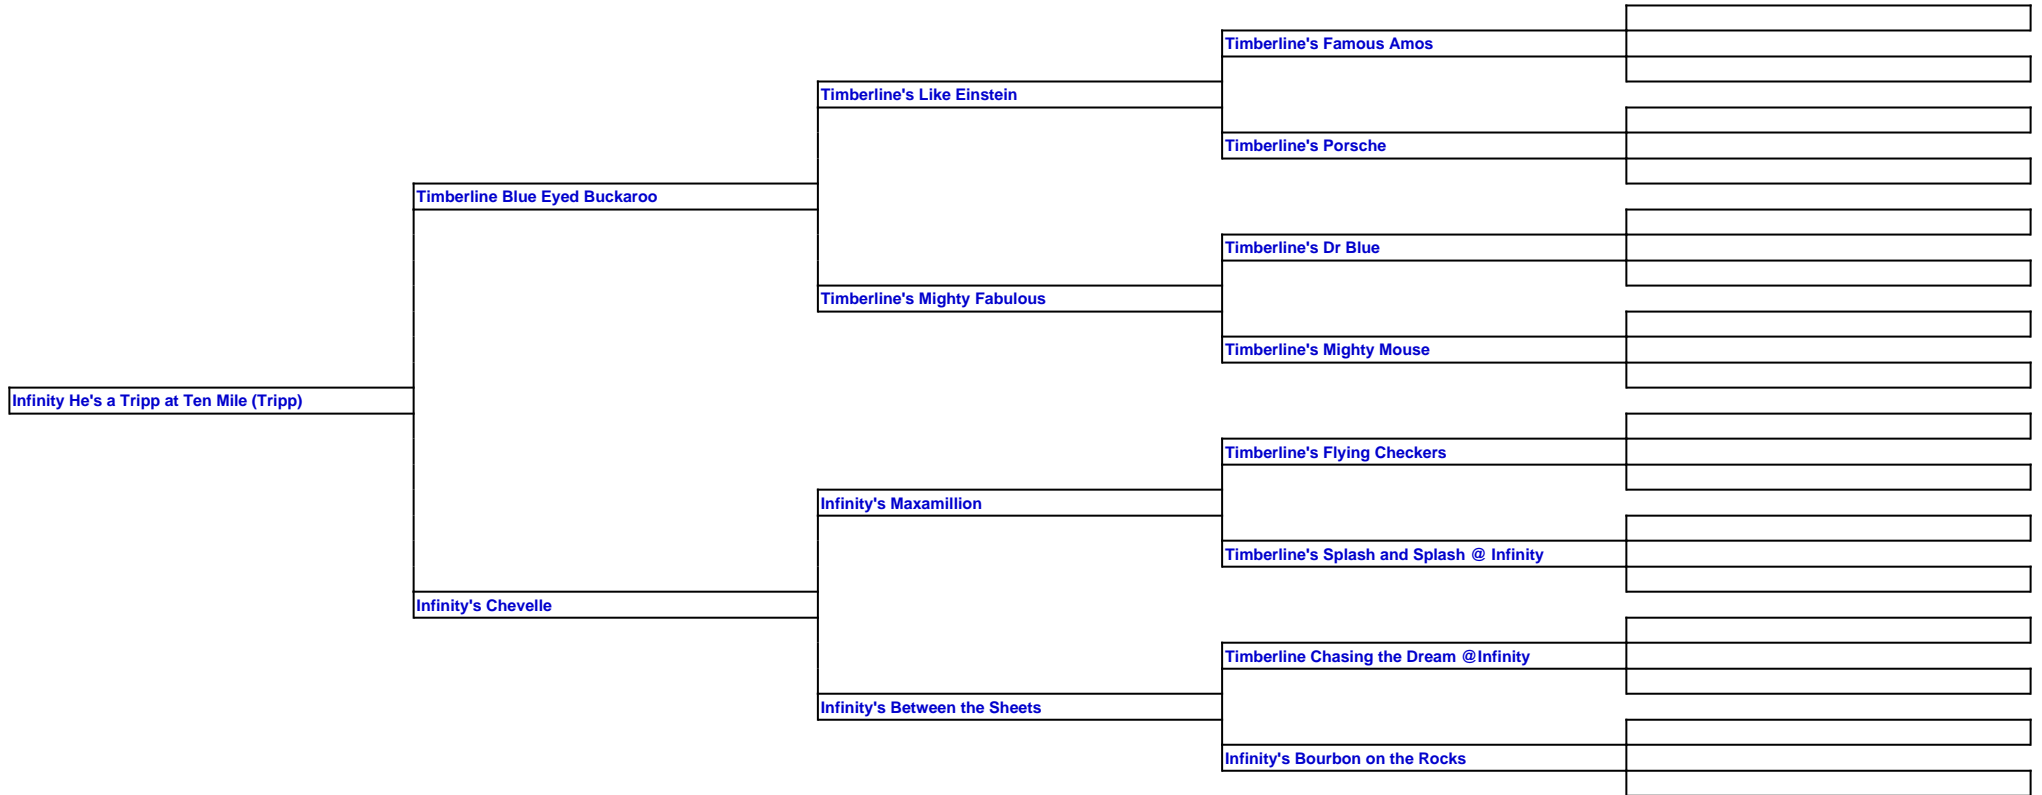 Timberline's Famous Amos
Timberline's Like Einstein
Timberline's Porsche
Timberline Blue Eyed Buckaroo
Timberline's Dr Blue
Timberline's Mighty Fabulous
Timberline's Mighty Mouse
Infinity He's a Tripp at Ten Mile (Tripp)
Timberline's Flying Checkers
Infinity's Maxamillion
Timberline's Splash and Splash @ Infinity
Infinity's Chevelle
Timberline Chasing the Dream @Infinity
Infinity's Between the Sheets
Infinity's Bourbon on the Rocks